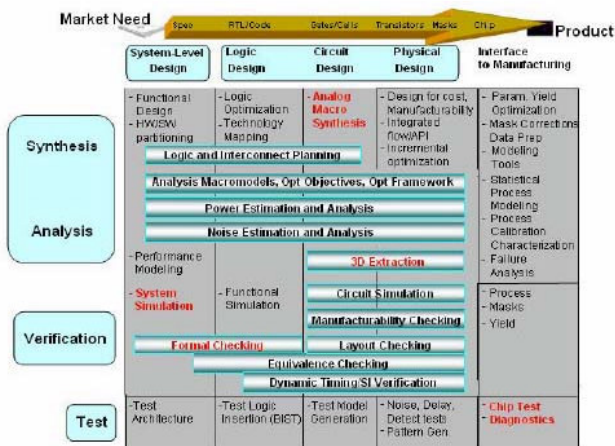 Market Need
Spec
RTL/Code
Gates/Cells
Transistors
Masks
Chip
Product
System-Level
Design
Logic
Design
Circuit
Design
Physical
Design
Interface
to Manufacturing
Synthesis
Analysis
- Functional
Design
- HW/SW
partitioning
- Logic
Optimization
- Technology
Mapping
- Analog
Macro
Synthesis
- Design for cost,
Manufacturability
- Integrated
flow/API
- Incremental
optimization
- Param. Yield
Optimization
- Mask Corrections
Data Prep
- Modeling
Tools
- Statistical
Process
Modeling
- Process
Calibration
Characterization
- Failure
Analysis
Logic and Interconnect Planning
Analysis Macromodels, Opt Objectives, Opt Framework
Power Estimation and Analysis
Noise Estimation and Analysis
- Performance
Modeling
3D Extraction
Verification
- System
Simulation
- Functional
Simulation
Circuit Simulation
Manufacturability Checking
Formal Checking
Layout Checking
Equivalence Checking
Dynamic Timing/SI Verification
- Process
- Masks
- Yield
Test
- Test
Architecture
- Test Logic
Insertion (BIST)
- Test Model
Generation
- Noise, Delay,
Detect tests
- Pattern Gen.
- Chip Test
- Diagnostics